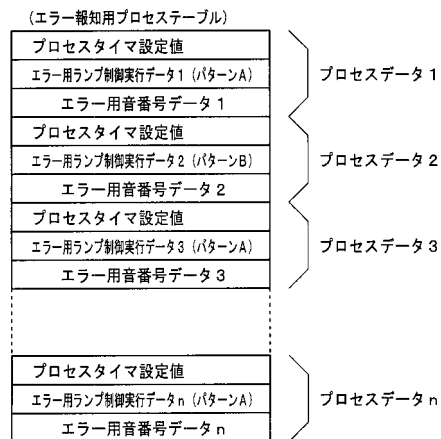 (エラー報知用プロセステーブル)
プロセスタイマ設定値
エラー用ランプ制御実行データ1 (パターンA)
エラー用音番号データ1
プロセスデータ1
プロセスタイマ設定値
エラー用ランプ制御実行データ2 (パターンB)
エラー用音番号データ2
プロセスデータ2
プロセスタイマ設定値
エラー用ランプ制御実行データ3 (パターンA)
エラー用音番号データ3
プロセスデータ3
プロセスタイマ設定値
エラー用ランプ制御実行データn (パターンA)
エラー用音番号データn
プロセスデータn